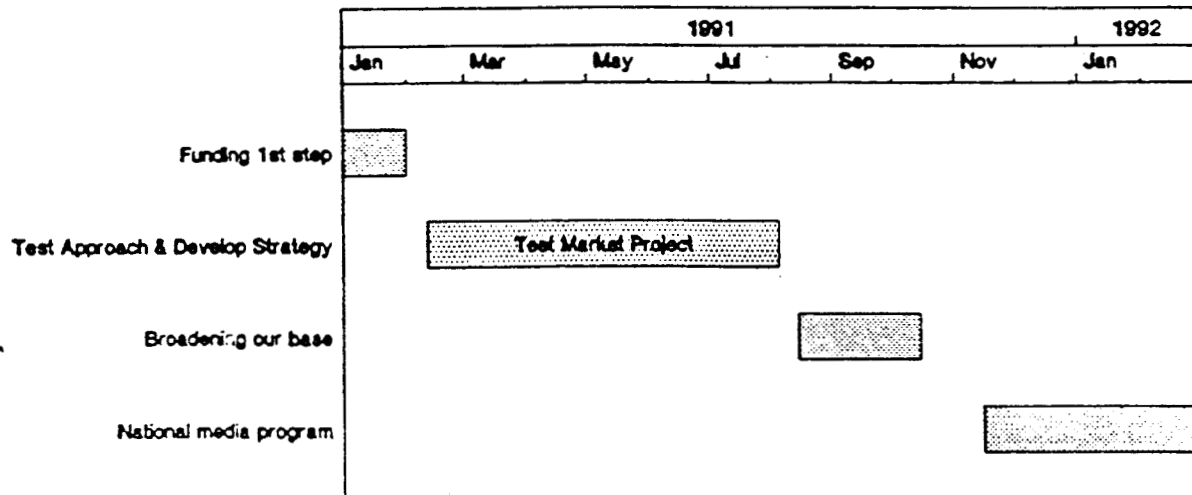 1991 1992
Jan Mar May Jul Sep Nov Jan
Funding 1st step
Test Approach & Develop Strategy Test Market Project
Broadening our base
National media program